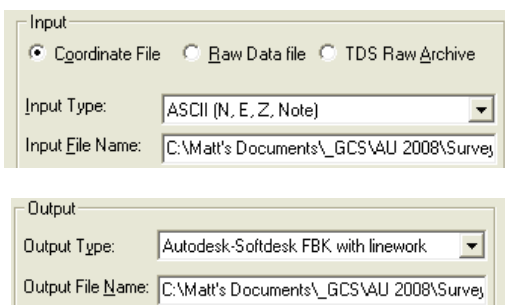 Input
Coordinate File Raw Data file TDS Raw Archive
Input Type: ASCII (N, E, Z, Note)
Input File Name: C:\Matt's Documents\_GCS\AU 2008\Survey
Output
Output Type: Autodesk-Softdesk FBK with linework
Output File Name: C:\Matt's Documents\_GCS\AU 2008\Survey